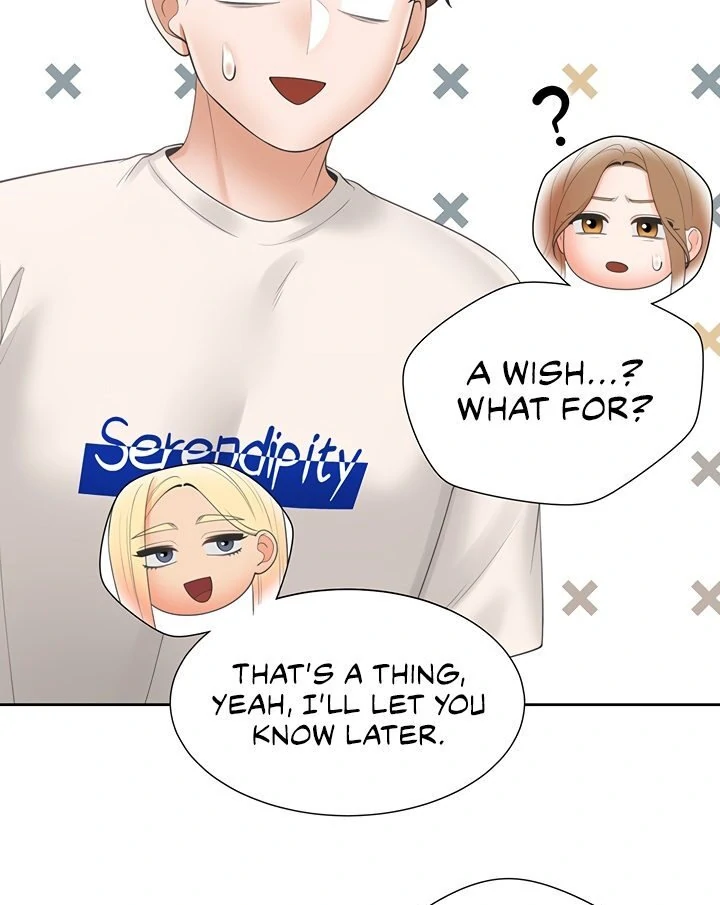 ?
A WISH...?
WHAT FOR?
Serendipity
THAT'S A THING,
YEAH, I'LL LET YOU
KNOW LATER.